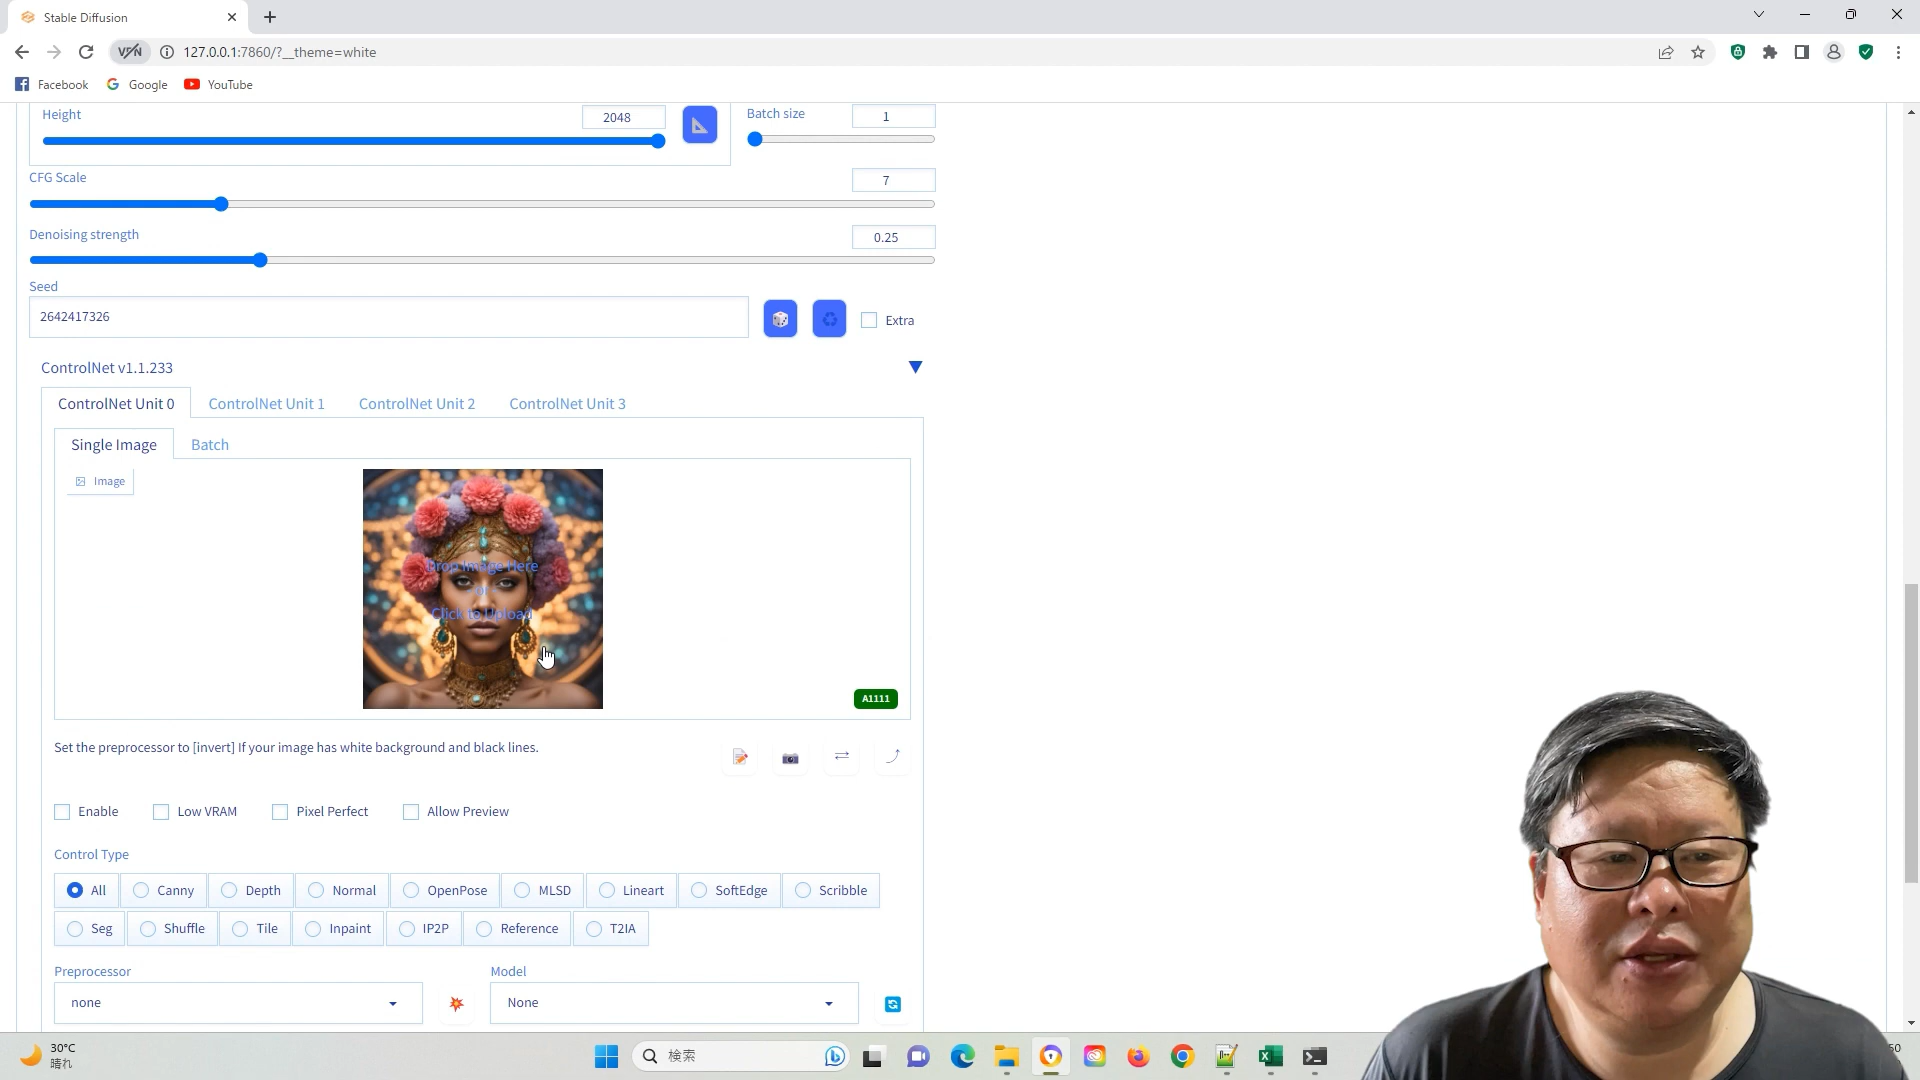 Stable Diffusion
VPN
127.0.0.1:7860/?__theme=white
Facebook
Google
YouTube
Height
2048
Batch size
1
CFG Scale
7
Denoising strength
0.25
Seed
2642417326
Extra
ControlNet v1.1.233
ControlNet Unit 0
ControlNet Unit 1
ControlNet Unit 2
ControlNet Unit 3
Single Image
Batch
Image
Drop Image Here
- or -
Click to Upload
A1111
Set the preprocessor to [invert] If your image has white background and black lines.
Enable
Low VRAM
Pixel Perfect
Allow Preview
Control Type
All
Canny
Depth
Normal
OpenPose
MLSD
Lineart
SoftEdge
Scribble
Seg
Shuffle
Tile
Inpaint
IP2P
Reference
T2IA
Preprocessor
Model
none
None
30°C
晴れ
検索
50